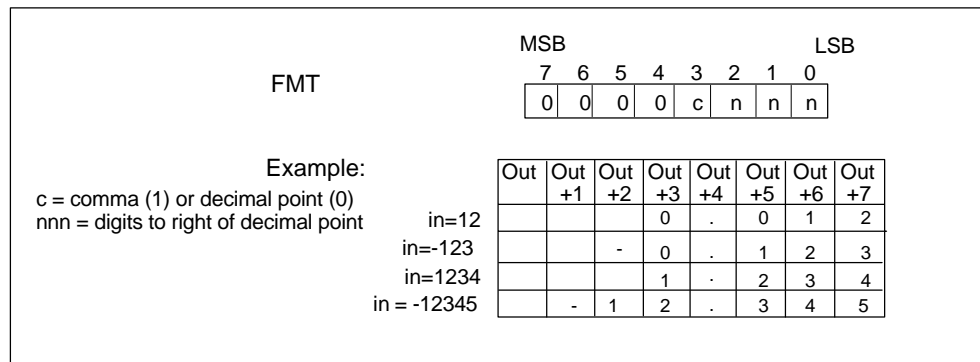 MSB LSB
FMT 7 6 5 4 3 2 1 0
0 0 0 0 c n n n
Example:
c = comma (1) or decimal point (0)
nnn = digits to right of decimal point
Out Out Out Out Out Out Out Out
+1 +2 +3 +4 +5 +6 +7
in=12 0 . 0 1 2
in=-123 - 0 . 1 2 3
in=1234 1 . 2 3 4
in = -12345 - 1 2 . 3 4 5